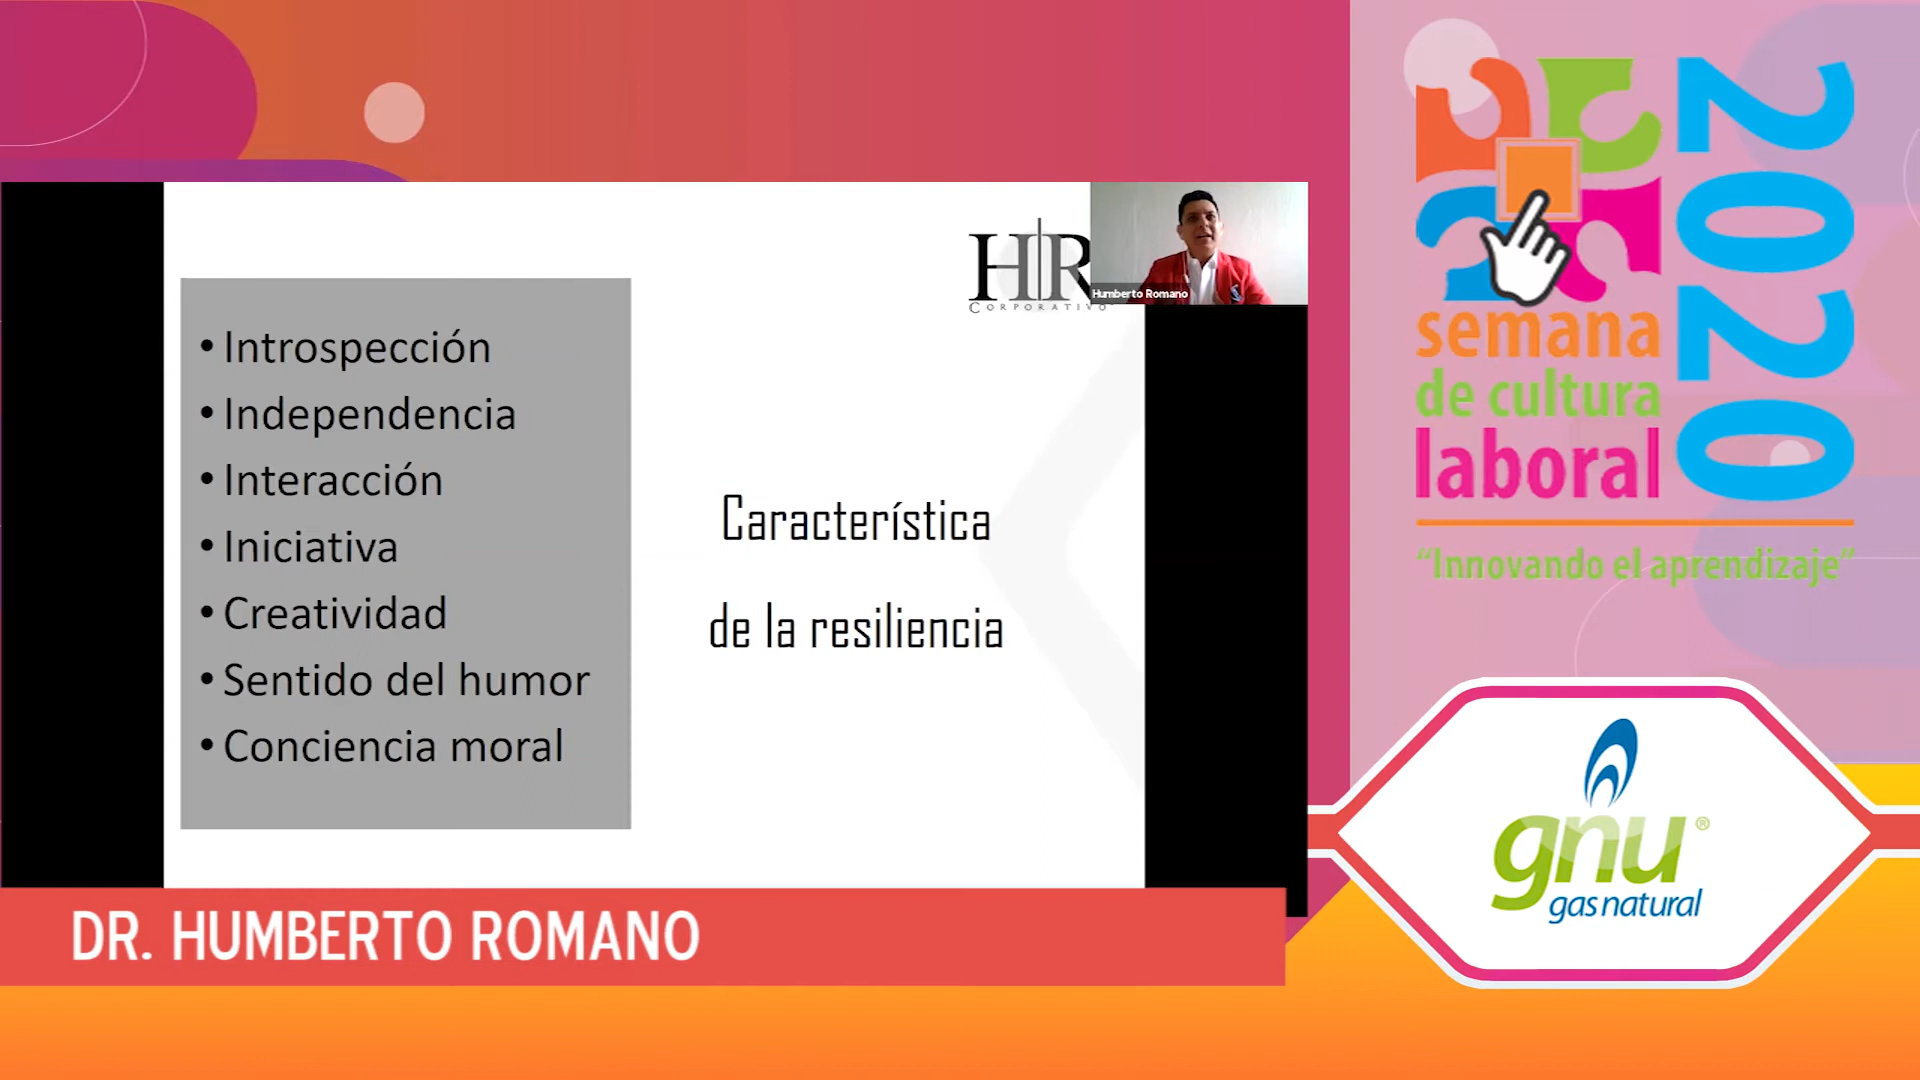 HR
CORPORATIVO
Humberto Romano
• Introspección
• Independencia
• Interacción
• Iniciativa
• Creatividad
• Sentido del humor
• Conciencia moral
Característica
de la resiliencia
DR. HUMBERTO ROMANO
semana
de cultura
laboral
2020
“Innovando el aprendizaje”
gnu®
gas natural